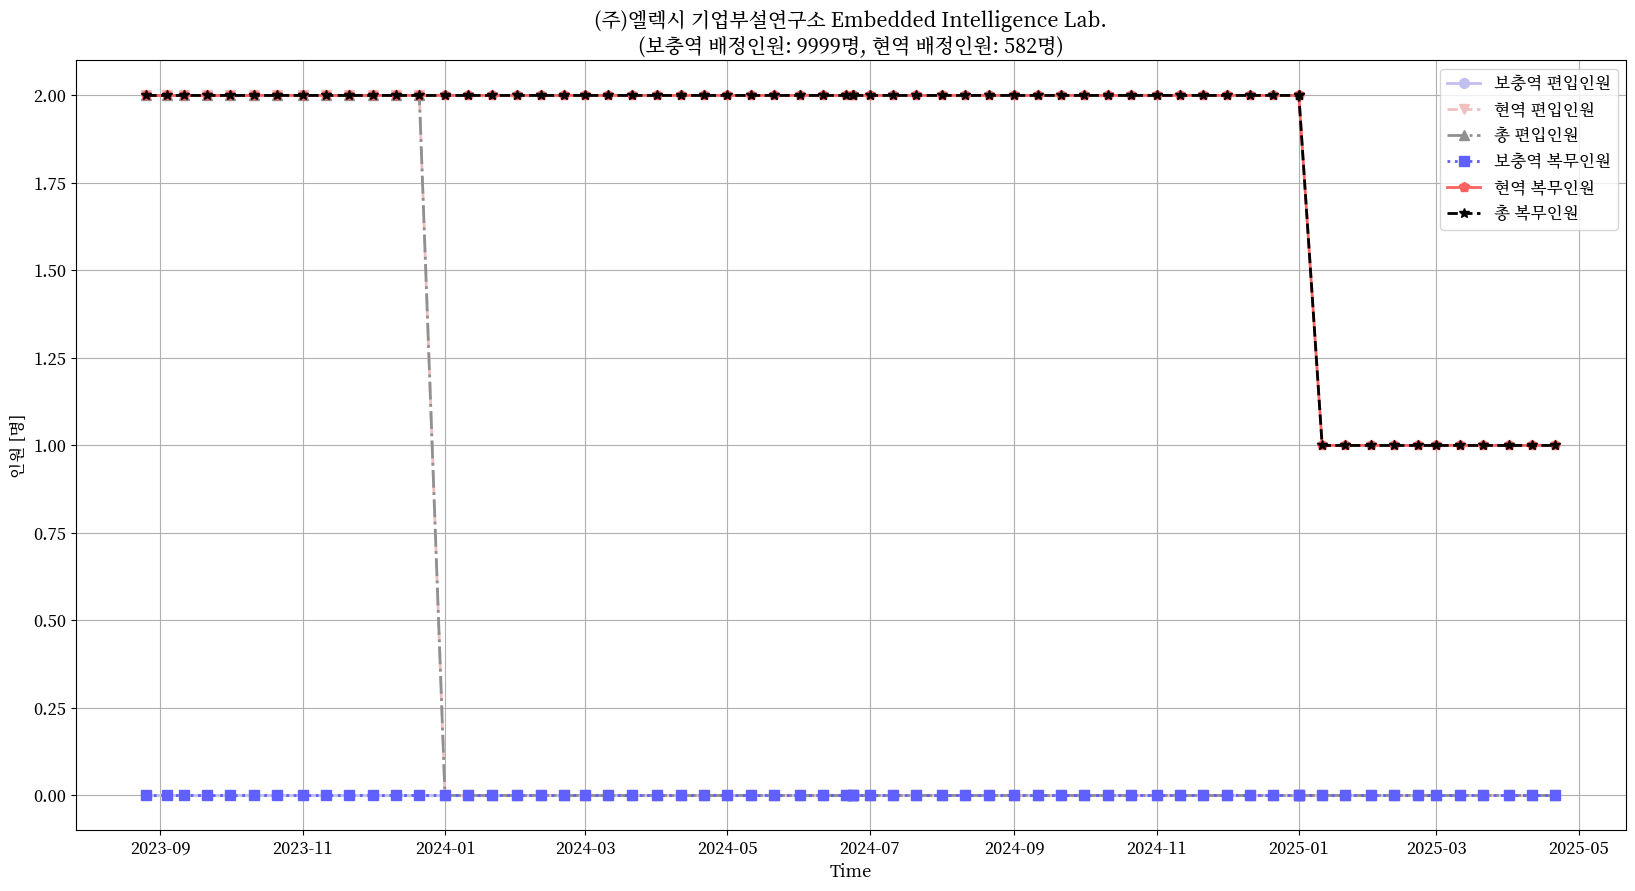 (주)엘렉시 기업부설연구소 Embedded Intelligence Lab.
(보충역 배정인원: 9999명, 현역 배정인원: 582명)
보충역 편입인원
현역 편입인원
총 편입인원
보충역 복무인원
현역 복무인원
총 복무인원
인원 [명]
2.00
1.75
1.50
1.25
1.00
0.75
0.50
0.25
0.00
2023-09
2023-11
2024-01
2024-03
2024-05
2024-07
2024-09
2024-11
2025-01
2025-03
2025-05
Time